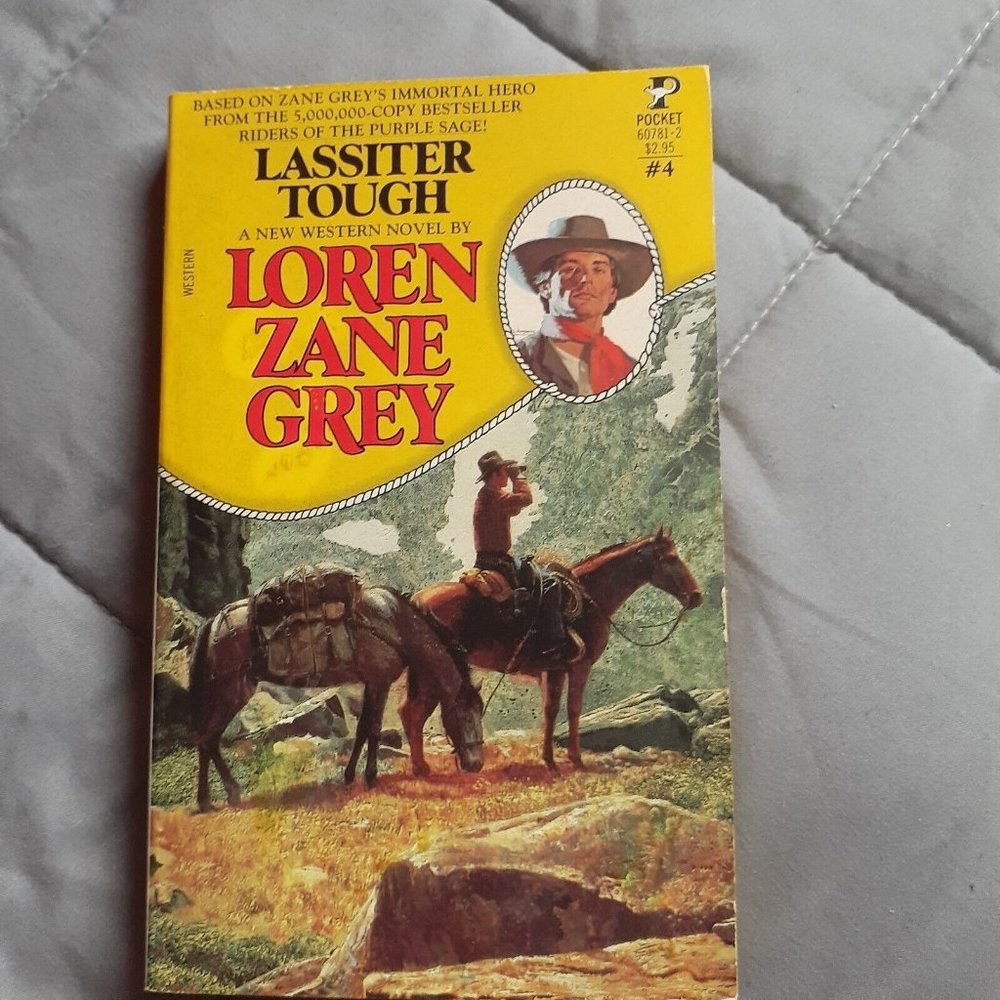 BASED ON ZANE GREY'S IMMORTAL HERO
FROM THE 5,000,000-COPY BESTSELLER
RIDERS OF THE PURPLE SAGE!
LASSITER
TOUGH
A NEW WESTERN NOVEL BY
LOREN
ZANE
GREY
WESTERN
P
POCKET
60781-2
$2.95
#4